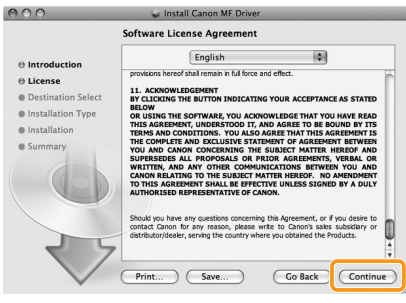 Install Canon MF Driver
Software License Agreement
English
Introduction
License
Destination Select
Installation Type
Installation
Summary
provisions hereof shall remain in full force and effect.
11. ACKNOWLEDGEMENT
BY CLICKING THE BUTTON INDICATING YOUR ACCEPTANCE AS STATED
BELOW
OR USING THE SOFTWARE, YOU ACKNOWLEDGE THAT YOU HAVE READ
THIS AGREEMENT, UNDERSTOOD IT, AND AGREE TO BE BOUND BY ITS
TERMS AND CONDITIONS. YOU ALSO AGREE THAT THIS AGREEMENT IS
THE COMPLETE AND EXCLUSIVE STATEMENT OF AGREEMENT BETWEEN
YOU AND CANON CONCERNING THE SUBJECT MATTER HEREOF AND
SUPERSEDES ALL PROPOSALS OR PRIOR AGREEMENTS, VERBAL OR
WRITTEN, AND ANY OTHER COMMUNICATIONS BETWEEN YOU AND
CANON RELATING TO THE SUBJECT MATTER HEREOF. NO AMENDMENT
TO THIS AGREEMENT SHALL BE EFFECTIVE UNLESS SIGNED BY A DULY
AUTHORISED REPRESENTATIVE OF CANON.
Should you have any questions concerning this Agreement, or if you desire to
contact Canon for any reason, please write to Canon's sales subsidiary or
distributor/dealer, serving the country where you obtained the Products.
Print...
Save...
Go Back
Continue